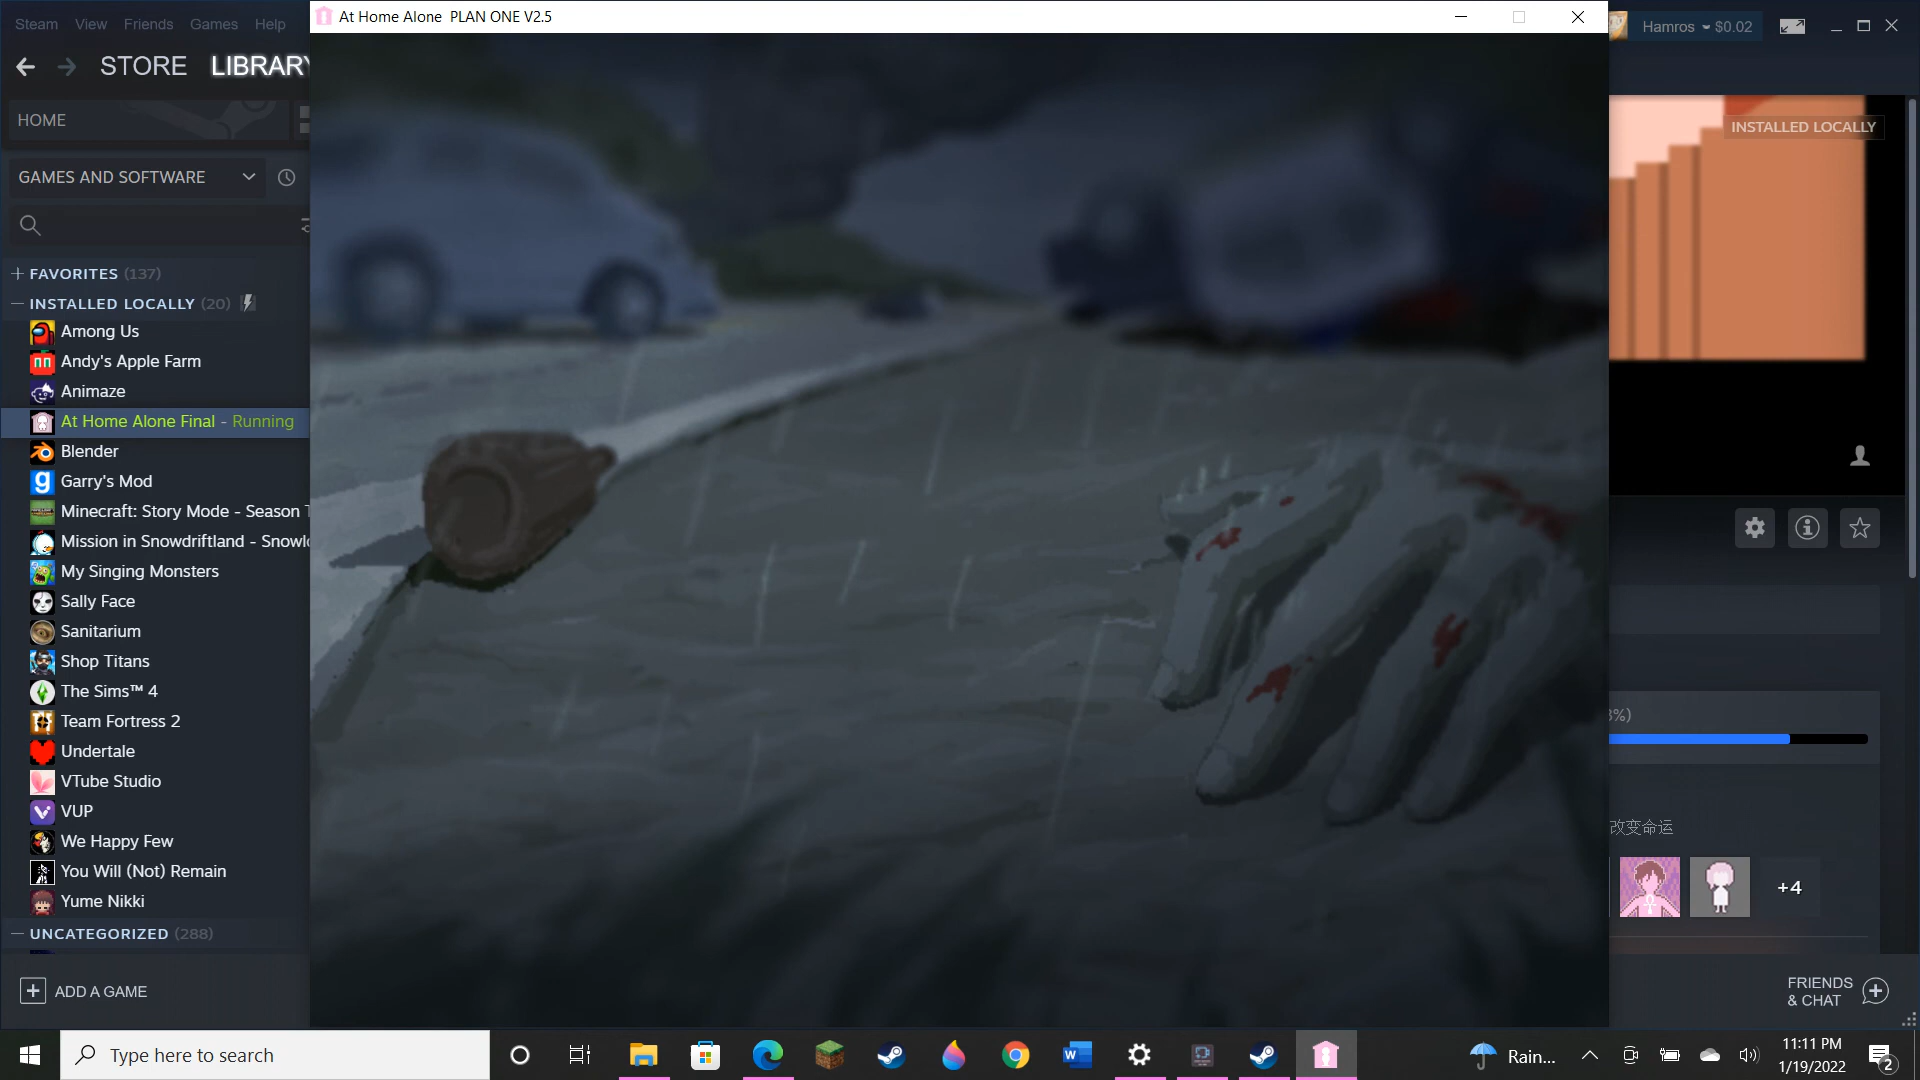 Steam View Friends Games Help
At Home Alone PLAN ONE V2.5
Hamros $0.02
STORE LIBRARY
HOME
INSTALLED LOCALLY
GAMES AND SOFTWARE
FAVORITES (137)
INSTALLED LOCALLY (20)
Among Us
Andy's Apple Farm
Animaze
At Home Alone Final - Running
Blender
Garry's Mod
Minecraft: Story Mode - Season
Mission in Snowdriftland -
My Singing Monsters
Sally Face
Sanitarium
Shop Titans
The Sims™ 4
Team Fortress 2
Undertale
VTube Studio
VUP
We Happy Few
You Will (Not) Remain
Yume Nikki
UNCATEGORIZED (288)
%)
改变命运
+4
ADD A GAME
FRIENDS
& CHAT
Type here to search
Rain...
11:11 PM
1/19/2022
2